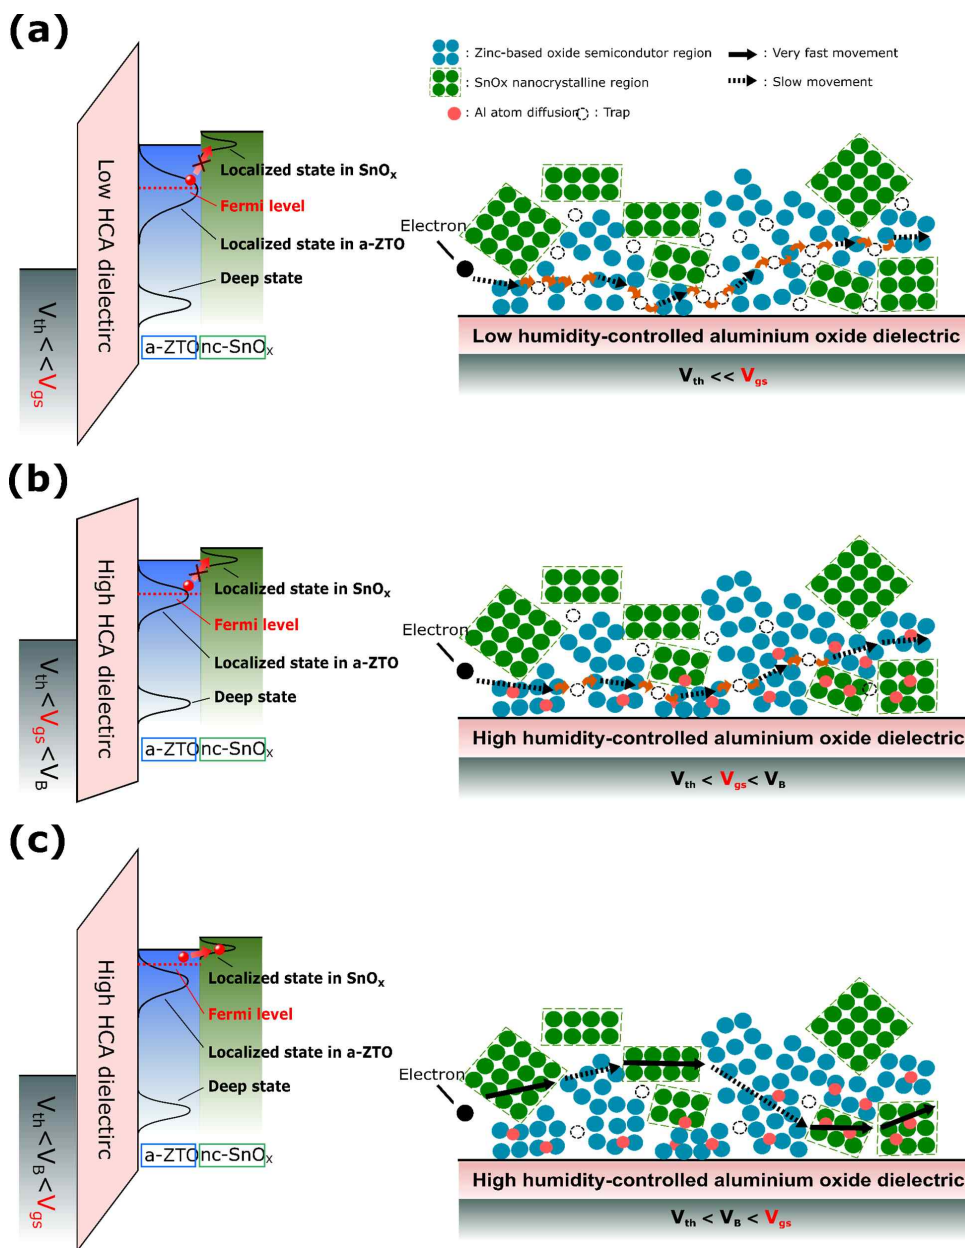 (a)
: Zinc-based oxide semicondutor region
: Very fast movement
: SnOx nanocrystalline region
: Slow movement
: Al atom diffusion
: Trap
Low HCA dielectirc
Localized state in SnOx
Fermi level
Localized state in a-ZTO
Deep state
Vth<<Vgs
a-ZTO
nc-SnOx
Electron
Low humidity-controlled aluminium oxide dielectric
Vth << Vgs
(b)
High HCA dielectirc
Localized state in SnOx
Fermi level
Localized state in a-ZTO
Deep state
Vth<Vgs<VB
a-ZTO
nc-SnOx
Electron
High humidity-controlled aluminium oxide dielectric
Vth < Vgs < VB
(c)
High HCA dielectirc
Localized state in SnOx
Fermi level
Localized state in a-ZTO
Deep state
Vth<VB<Vgs
a-ZTO
nc-SnOx
Electron
High humidity-controlled aluminium oxide dielectric
Vth < VB < Vgs